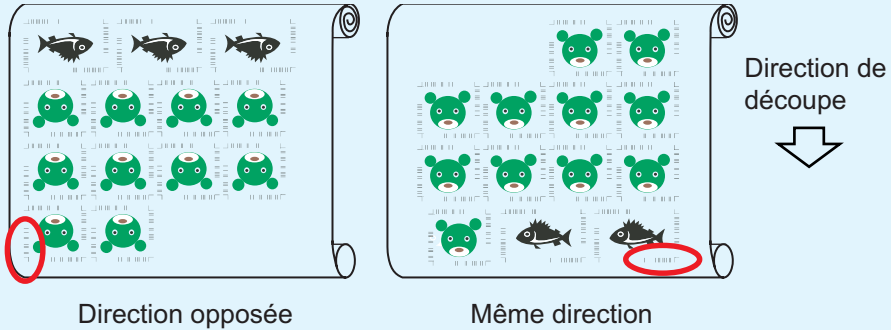 Direction de
découpe
Direction opposée
Même direction